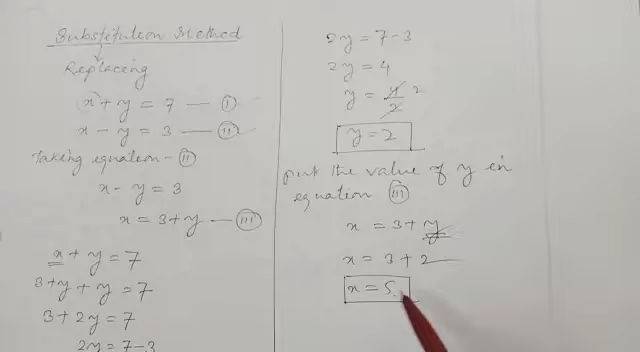 Substitution Method
Replacing
x + y = 7 — I
x - y = 3 — II
Taking equation - II
x - y = 3
x = 3 + y — III
x + y = 7
3 + y + y = 7
3 + 2y = 7
2y = 7 - 3
2y = 7 - 3
2y = 4
y = 4/2 2
y = 2
put the value of y in
equation III
x = 3 + y
x = 3 + 2
x = 5